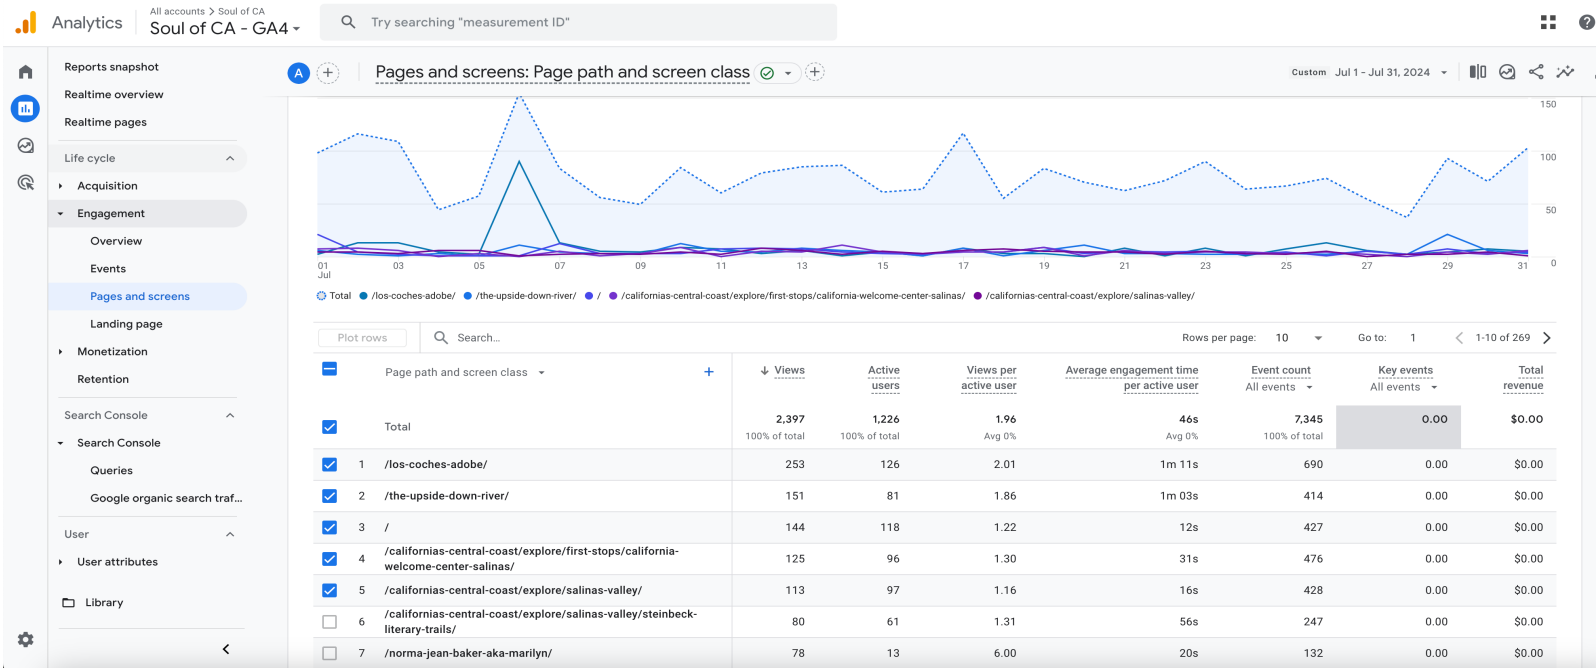 Analytics
All accounts > Soul of CA
Soul of CA - GA4
Try searching "measurement ID"
Reports snapshot
Realtime overview
Realtime pages
Life cycle
Acquisition
Engagement
Overview
Events
Pages and screens
Landing page
Monetization
Retention
Search Console
Search Console
Queries
Google organic search traf...
User
User attributes
Library
A
Pages and screens: Page path and screen class
Custom Jul 1 - Jul 31, 2024
150
100
50
0
01 03 05 07 09 11 13 15 17 19 21 23 25 27 29 31
Jul
Total /los-coches-adobe/ /the-upside-down-river/ / /californias-central-coast/explore/first-stops/california-welcome-center-salinas/ /californias-central-coast/explore/salinas-valley/
Plot rows Search... Rows per page: 10 Go to: 1 1-10 of 269
Page path and screen class + Views Active users Views per active user Average engagement time per active user Event count All events Key events All events Total revenue
Total 2,397 1,226 1.96 46s 7,345 0.00 $0.00
100% of total 100% of total Avg 0% Avg 0% 100% of total
1 /los-coches-adobe/ 253 126 2.01 1m 11s 690 0.00 $0.00
2 /the-upside-down-river/ 151 81 1.86 1m 03s 414 0.00 $0.00
3 / 144 118 1.22 12s 427 0.00 $0.00
4 /californias-central-coast/explore/first-stops/california-
welcome-center-salinas/ 125 96 1.30 31s 476 0.00 $0.00
5 /californias-central-coast/explore/salinas-valley/ 113 97 1.16 16s 428 0.00 $0.00
6 /californias-central-coast/explore/salinas-valley/steinbeck-
literary-trails/ 80 61 1.31 56s 247 0.00 $0.00
7 /norma-jean-baker-aka-marilyn/ 78 13 6.00 20s 132 0.00 $0.00